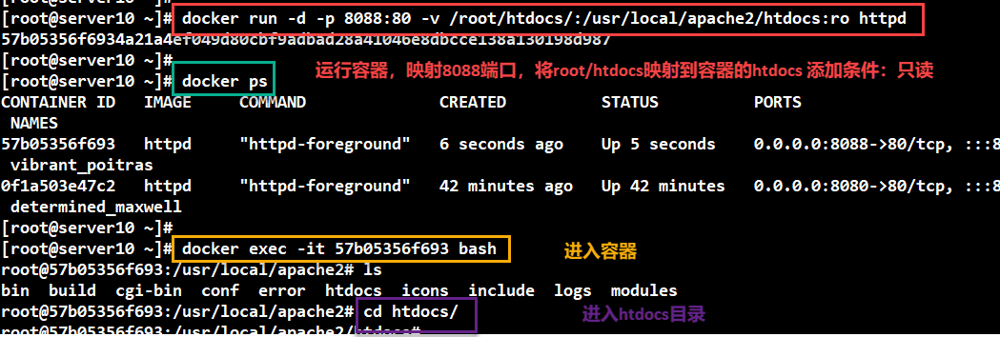 [root@server10 ~]# docker run -d -p 8088:80 -v /root/htdocs/:/usr/local/apache2/htdocs:ro httpd
57b05356f6934a21a4ef049d80cbf9adbad28a41046e8dbcce138a130198d987
[root@server10 ~]#
运行容器，映射8088端口，将root/htdocs映射到容器的htdocs 添加条件：只读
[root@server10 ~]# docker ps
CONTAINER ID IMAGE COMMAND CREATED STATUS PORTS
NAMES
57b05356f693 httpd "httpd-foreground" 6 seconds ago Up 5 seconds 0.0.0.0:8088->80/tcp, :::8
vibrant_poitras
0f1a503e47c2 httpd "httpd-foreground" 42 minutes ago Up 42 minutes 0.0.0.0:8080->80/tcp, :::8
determined_maxwell
[root@server10 ~]#
[root@server10 ~]# docker exec -it 57b05356f693 bash 进入容器
root@57b05356f693:/usr/local/apache2# ls
bin build cgi-bin conf error htdocs icons include logs modules
root@57b05356f693:/usr/local/apache2# cd htdocs/ 进入htdocs目录
root@57b05356f693:/usr/local/apache2/htdocs#